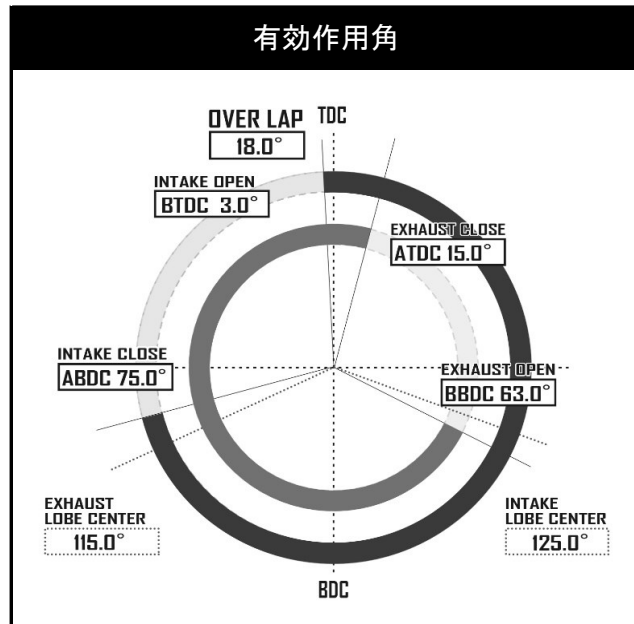 有効作用角
OVER LAP
18.0°
TDC
INTAKE OPEN
BTDC 3.0°
EXHAUST CLOSE
ATDC 15.0°
INTAKE CLOSE
ABDC 75.0°
EXHAUST OPEN
BBDC 63.0°
EXHAUST
LOBE CENTER
115.0°
INTAKE
LOBE CENTER
125.0°
BDC